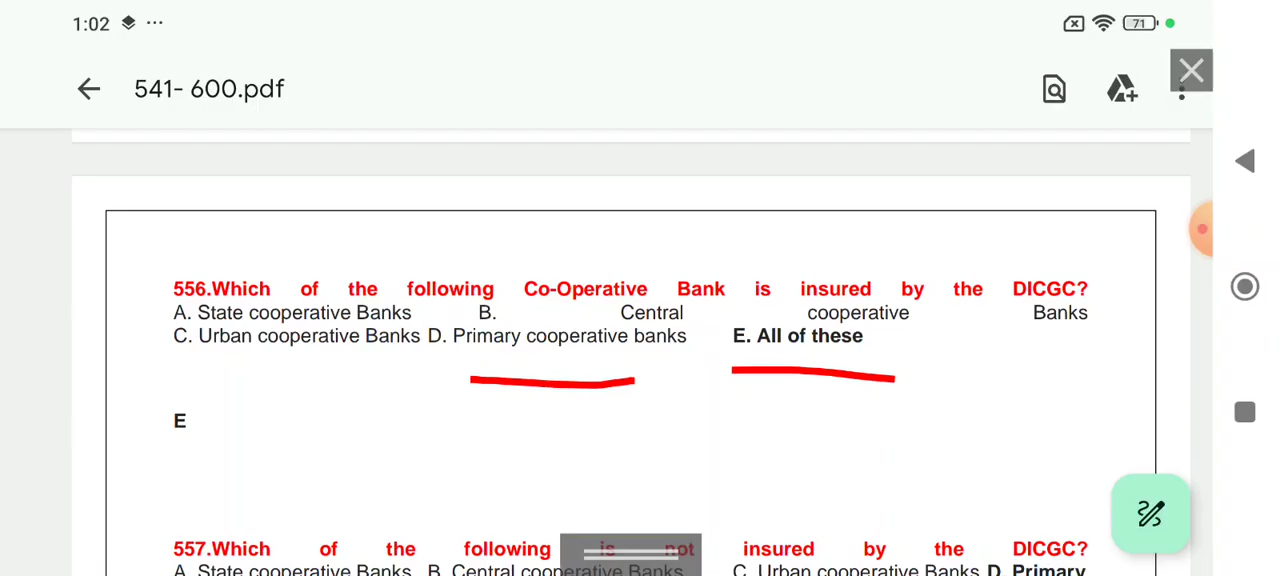 1:02 ...
71
541- 600.pdf
556.Which of the following Co-Operative Bank is insured by the DICGC?
A. State cooperative Banks B. Central cooperative Banks
C. Urban cooperative Banks D. Primary cooperative banks E. All of these
E
557.Which of the following is not insured by the DICGC?
A. State cooperative Banks B. Central cooperative Banks C. Urban cooperative Banks D. Primary